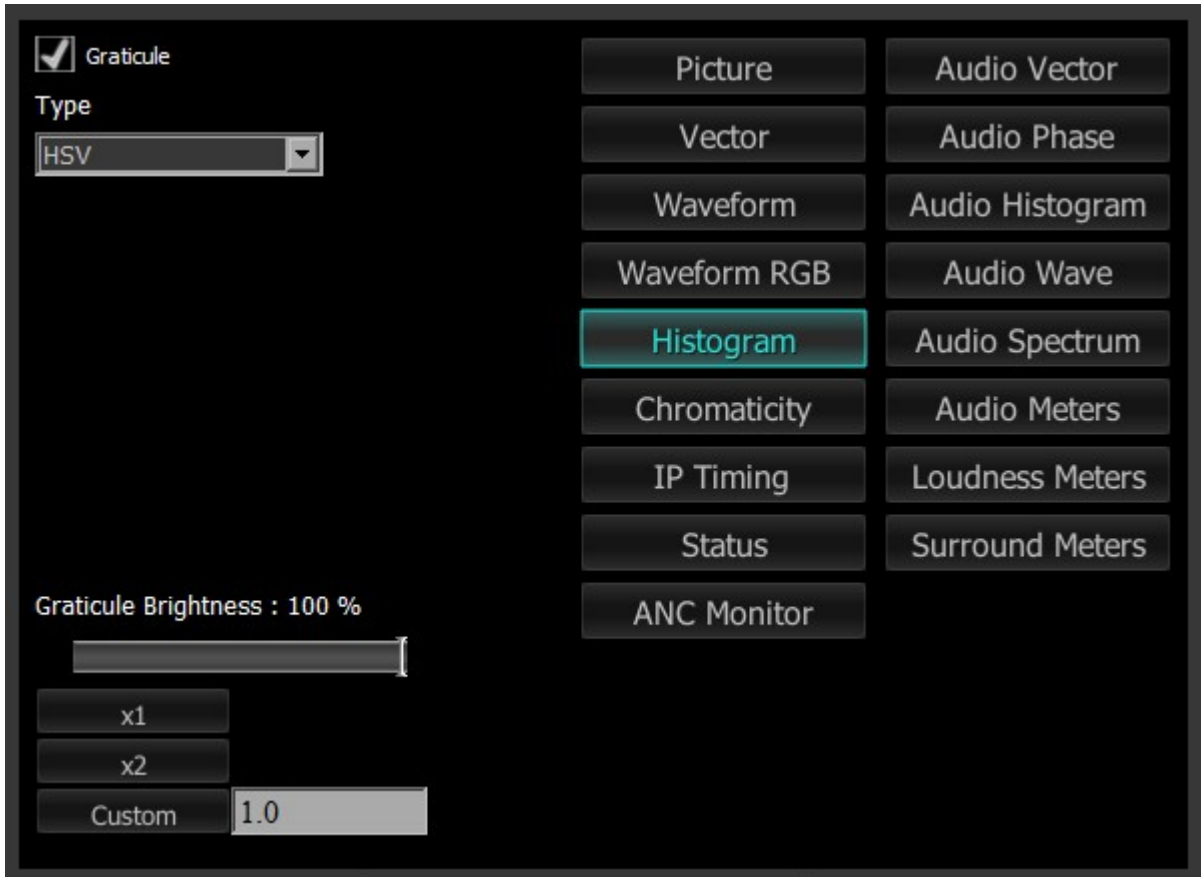 Graticule
Type
HSV
Graticule Brightness : 100 %
x1
x2
Custom
1.0
Picture
Vector
Waveform
Waveform RGB
Histogram
Chromaticity
IP Timing
Status
ANC Monitor
Audio Vector
Audio Phase
Audio Histogram
Audio Wave
Audio Spectrum
Audio Meters
Loudness Meters
Surround Meters